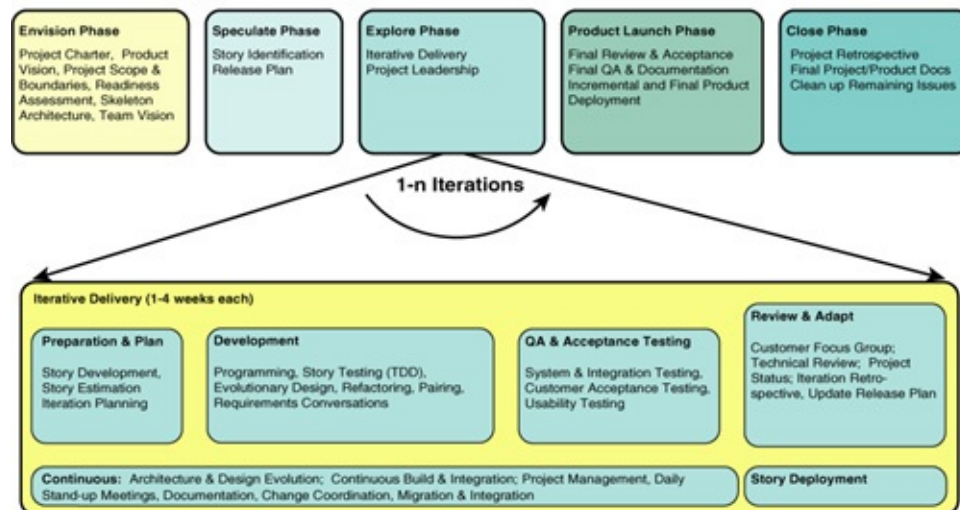 Envision Phase
Project Charter, Product
Vision, Project Scope &
Boundaries, Readiness
Assessment, Skeleton
Architecture, Team Vision
Speculate Phase
Story Identification
Release Plan
Explore Phase
Iterative Delivery
Project Leadership
Product Launch Phase
Final Review & Acceptance
Final QA & Documentation
Incremental and Final Product
Deployment
Close Phase
Project Retrospective
Final Project/Product Docs
Clean up Remaining Issues
1-n Iterations
Iterative Delivery (1-4 weeks each)
Preparation & Plan
Story Development,
Story Estimation
Iteration Planning
Development
Programming, Story Testing (TDD),
Evolutionary Design, Refactoring, Pairing,
Requirements Conversations
QA & Acceptance Testing
System & Integration Testing,
Customer Acceptance Testing,
Usability Testing
Review & Adapt
Customer Focus Group;
Technical Review; Project
Status; Iteration Retro-
spective, Update Release Plan
Continuous: Architecture & Design Evolution; Continuous Build & Integration; Project Management, Daily
Stand-up Meetings, Documentation, Change Coordination, Migration & Integration
Story Deployment